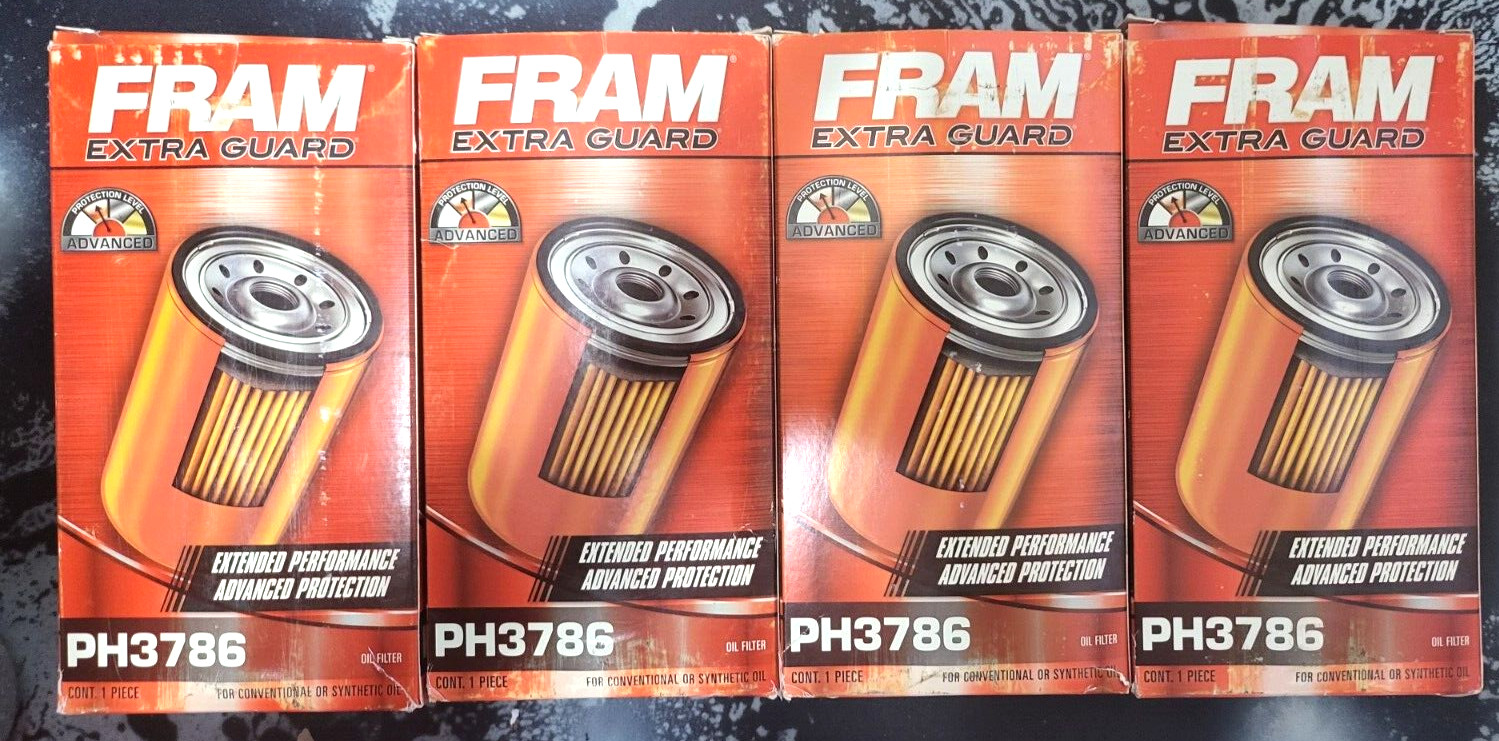 FRAM
EXTRA GUARD
PROTECTION LEVEL
ADVANCED
EXTENDED PERFORMANCE
ADVANCED PROTECTION
PH3786
OIL FILTER
CONT. 1 PIECE
FOR CONVENTIONAL OR SYNTHETIC OIL
FRAM
EXTRA GUARD
PROTECTION LEVEL
ADVANCED
EXTENDED PERFORMANCE
ADVANCED PROTECTION
PH3786
OIL FILTER
CONT. 1 PIECE
FOR CONVENTIONAL OR SYNTHETIC OIL
FRAM
EXTRA GUARD
PROTECTION LEVEL
ADVANCED
EXTENDED PERFORMANCE
ADVANCED PROTECTION
PH3786
OIL FILTER
CONT. 1 PIECE
FOR CONVENTIONAL OR SYNTHETIC OIL
FRAM
EXTRA GUARD
PROTECTION LEVEL
ADVANCED
EXTENDED PERFORMANCE
ADVANCED PROTECTION
PH3786
OIL FILTER
CONT. 1 PIECE
FOR CONVENTIONAL OR SYNTHETIC OIL